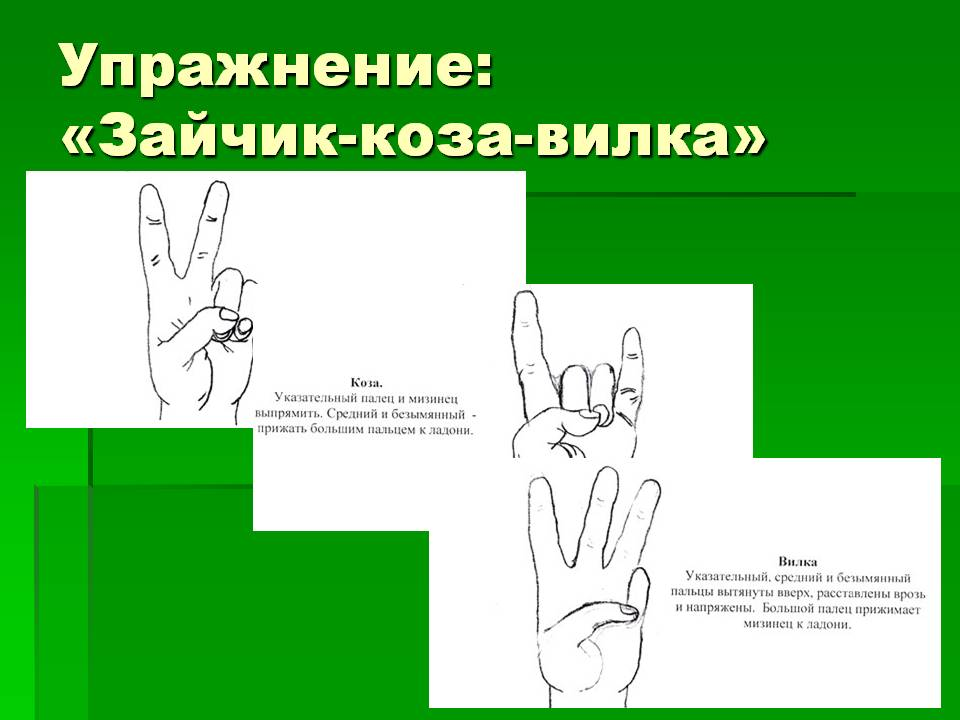 Упражнение:
«Зайчик-коза-вилка»
Коза.
Указательный палец и мизинец
выпрямить. Средний и безымянный -
прижать большим пальцем к ладони.
Вилка
Указательный, средний и безымянный
пальцы вытянуты вверх, расставлены врозь
и напряжены. Большой палец прижимает
мизинец к ладони.